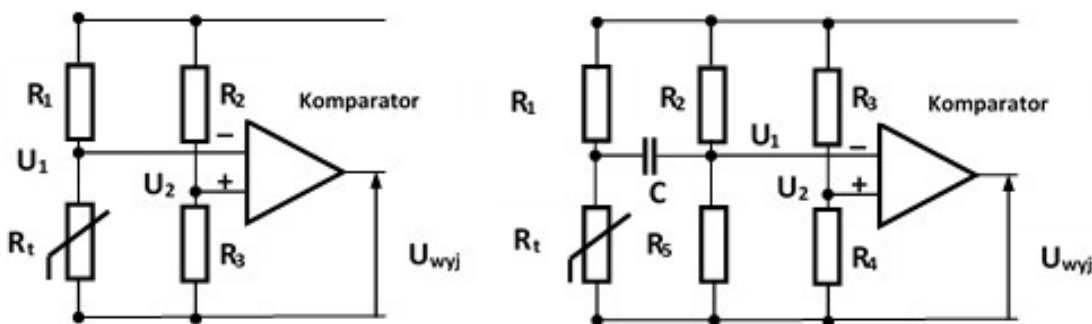 R₁
R₂
Komparator
U₁
−
U₂
+
Rₜ
R₃
Uwyj
R₁
R₂
R₃
Komparator
U₁
−
C
U₂
+
Rₜ
R₅
R₄
Uwyj